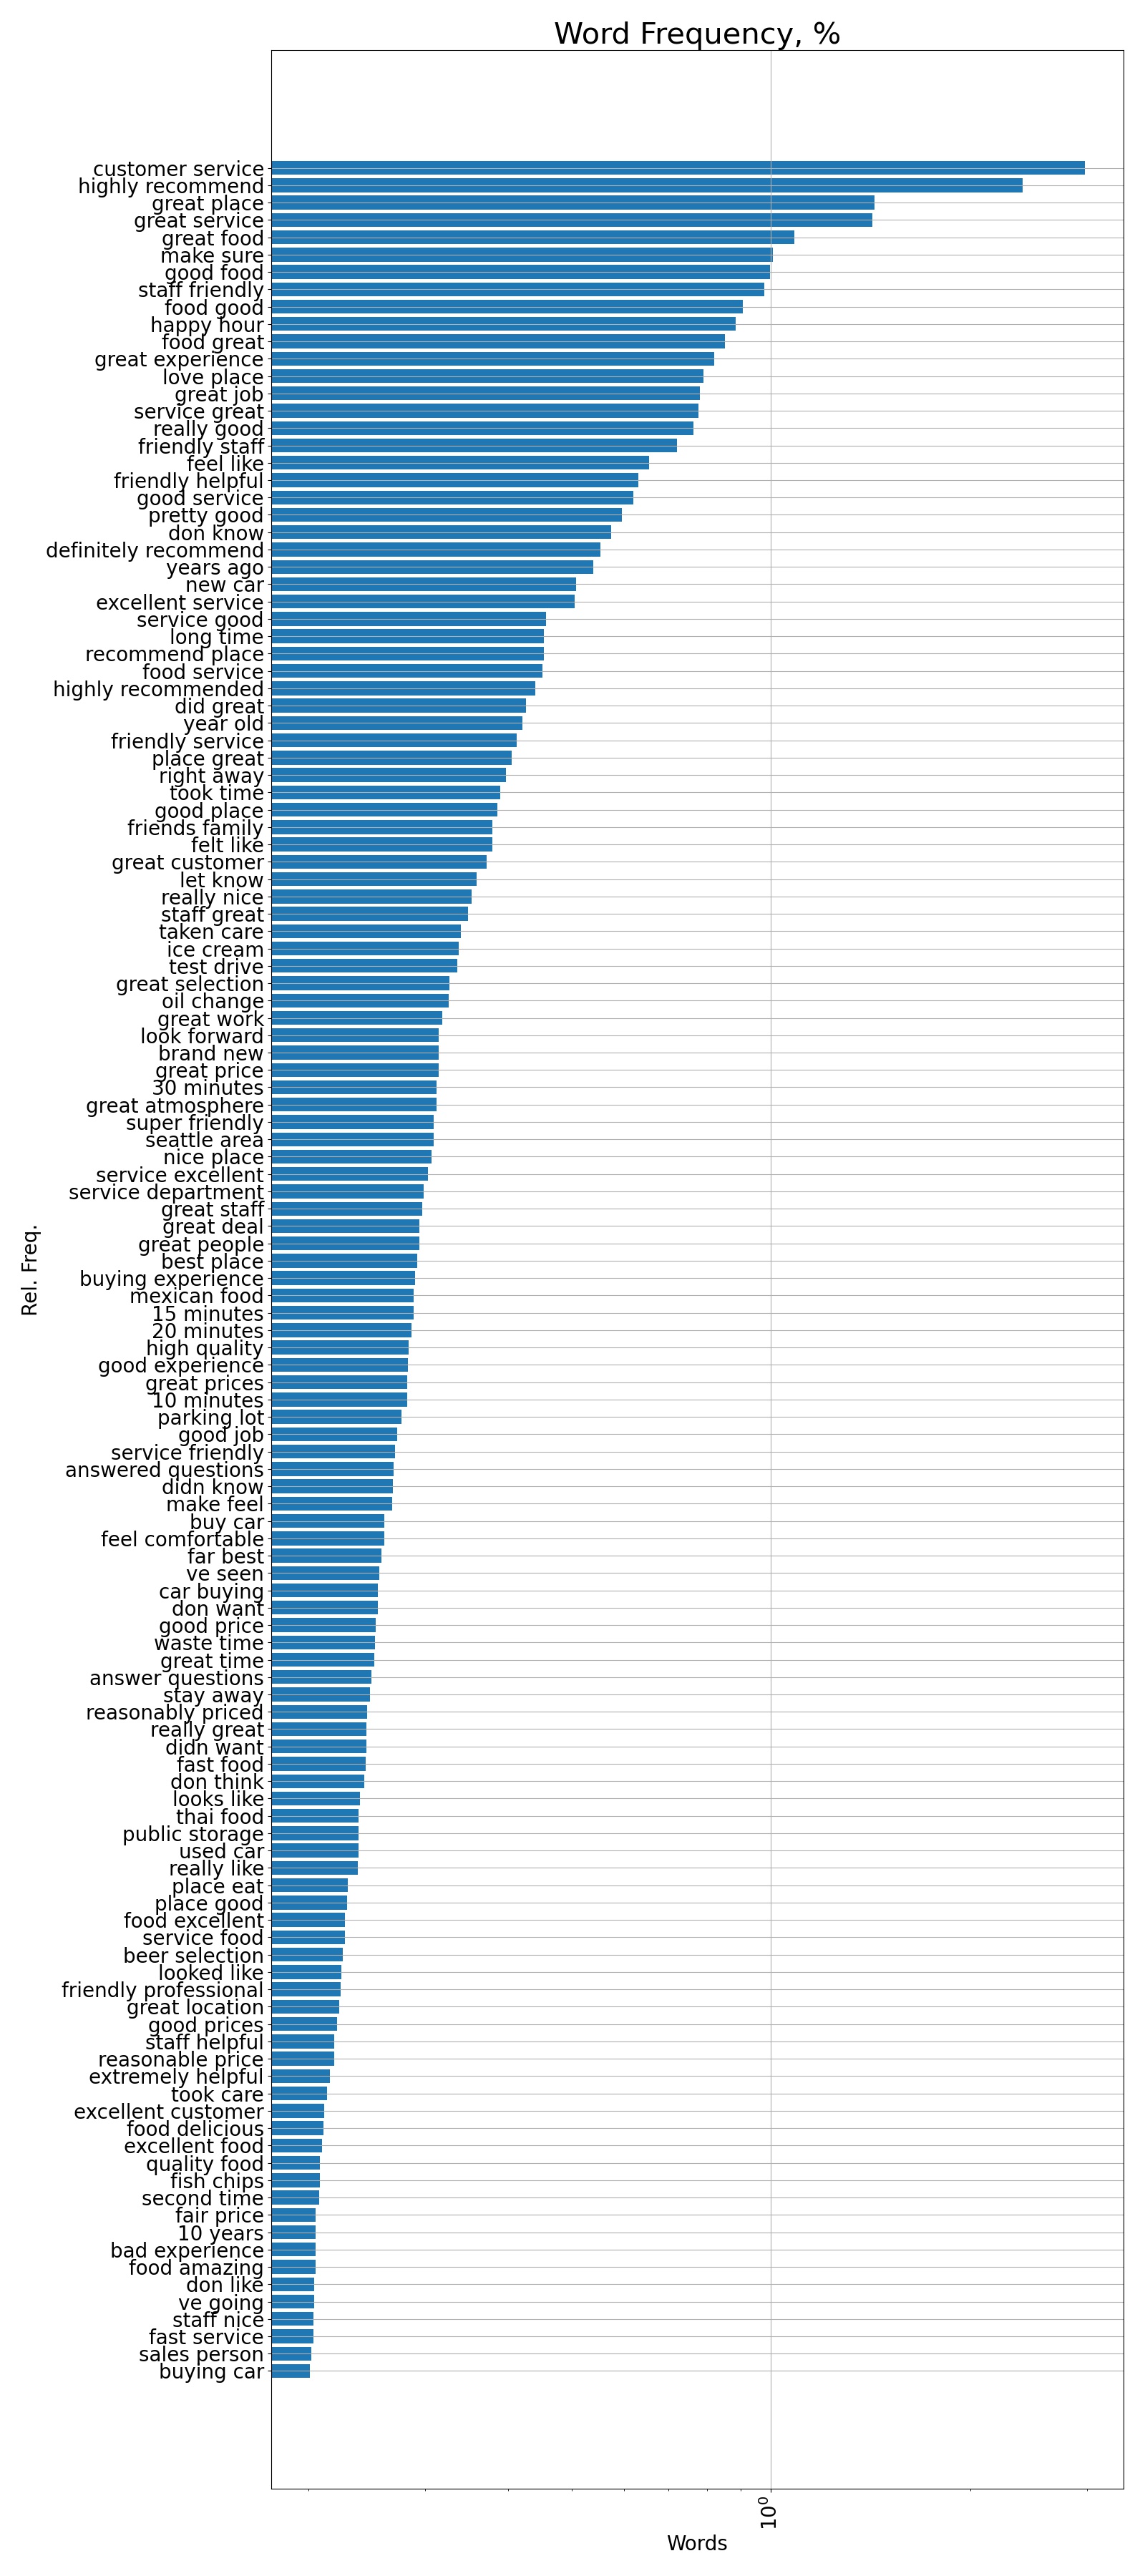 Word Frequency, %
customer service
highly recommend
great place
great service
great food
make sure
good food
staff friendly
food good
happy hour
food great
great experience
love place
great job
service great
really good
friendly staff
feel like
friendly helpful
good service
pretty good
don know
definitely recommend
years ago
new car
excellent service
service good
long time
recommend place
food service
highly recommended
did great
year old
friendly service
place great
right away
took time
good place
friends family
felt like
great customer
let know
really nice
staff great
taken care
ice cream
test drive
great selection
oil change
great work
look forward
brand new
great price
30 minutes
great atmosphere
super friendly
seattle area
nice place
service excellent
service department
great staff
great deal
great people
best place
buying experience
mexican food
15 minutes
20 minutes
high quality
good experience
great prices
10 minutes
parking lot
good job
service friendly
answered questions
didn know
make feel
buy car
feel comfortable
far best
ve seen
car buying
don want
good price
waste time
great time
answer questions
stay away
reasonably priced
really great
didn want
fast food
don think
looks like
thai food
public storage
used car
really like
place eat
place good
food excellent
service food
beer selection
looked like
friendly professional
great location
good prices
staff helpful
reasonable price
extremely helpful
took care
excellent customer
food delicious
excellent food
quality food
fish chips
second time
fair price
10 years
bad experience
food amazing
don like
ve going
staff nice
fast service
sales person
buying car
Rel. Freq.
10⁰
Words